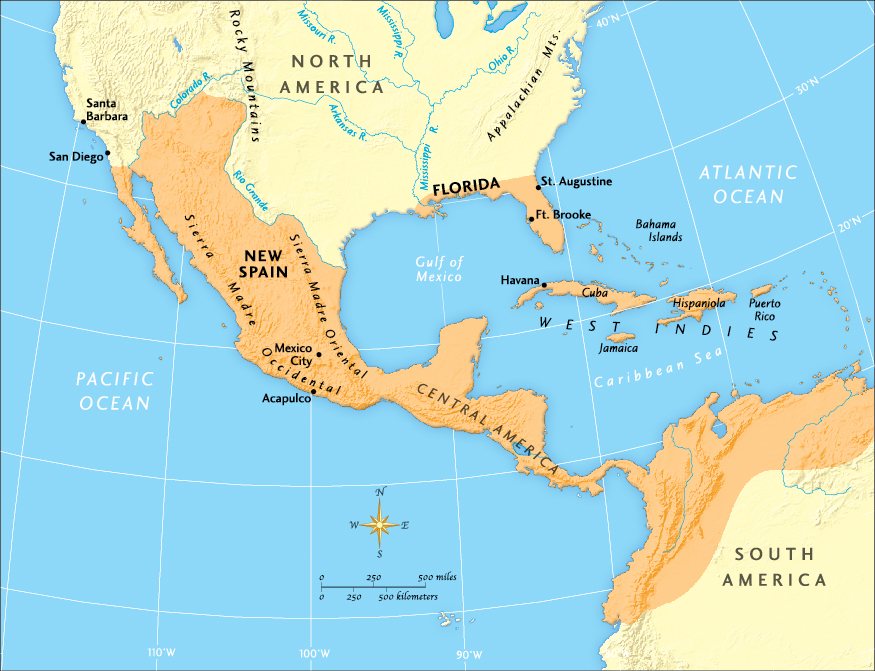 40°N
30°N
20°N
Rocky Mountains
Missouri R.
Mississippi R.
Ohio R.
Appalachian Mts.
NORTH
AMERICA
Colorado R.
Arkansas R.
Mississippi R.
Santa
Barbara
San Diego
Rio Grande
FLORIDA
St. Augustine
Ft. Brooke
ATLANTIC
OCEAN
Bahama
Islands
Sierra Madre Occidental
NEW
SPAIN
Sierra Madre Oriental
Gulf of
Mexico
Havana
Cuba
Hispaniola
Puerto
Rico
WEST INDIES
Jamaica
Caribbean Sea
Mexico
City
Acapulco
PACIFIC
OCEAN
CENTRAL AMERICA
N
W
E
S
0 250 500 miles
0 250 500 kilometers
SOUTH
AMERICA
110°W
100°W
90°W